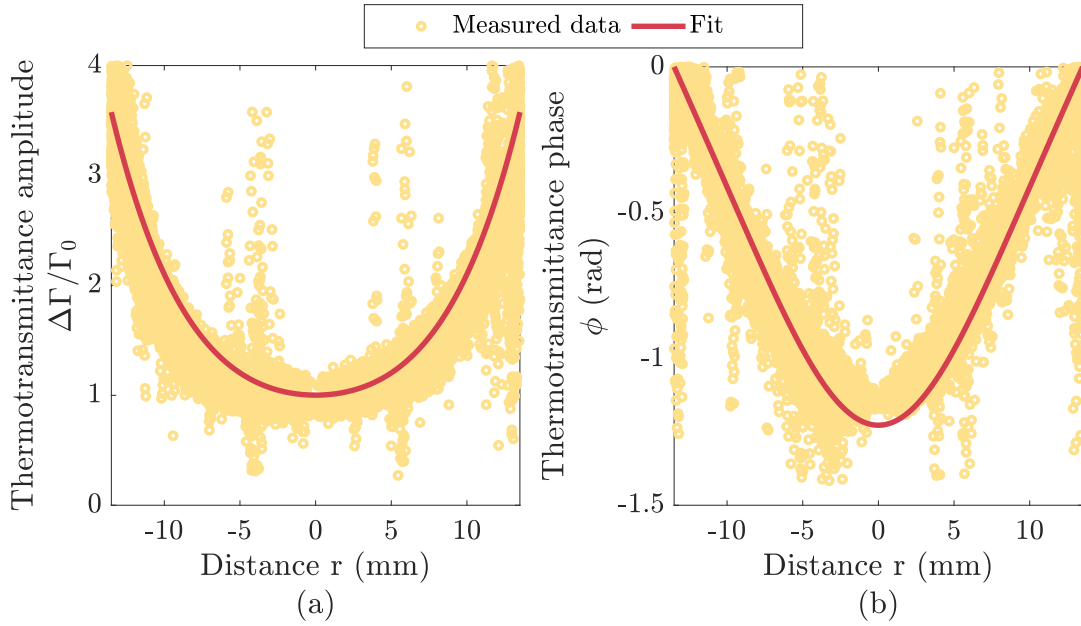 Measured data Fit
Thermotransmittance amplitude
ΔΓ/Γ0
4
3
2
1
0
-10 -5 0 5 10
Distance r (mm)
(a)
Thermotransmittance phase
ϕ (rad)
0
-0.5
-1
-1.5
-10 -5 0 5 10
Distance r (mm)
(b)